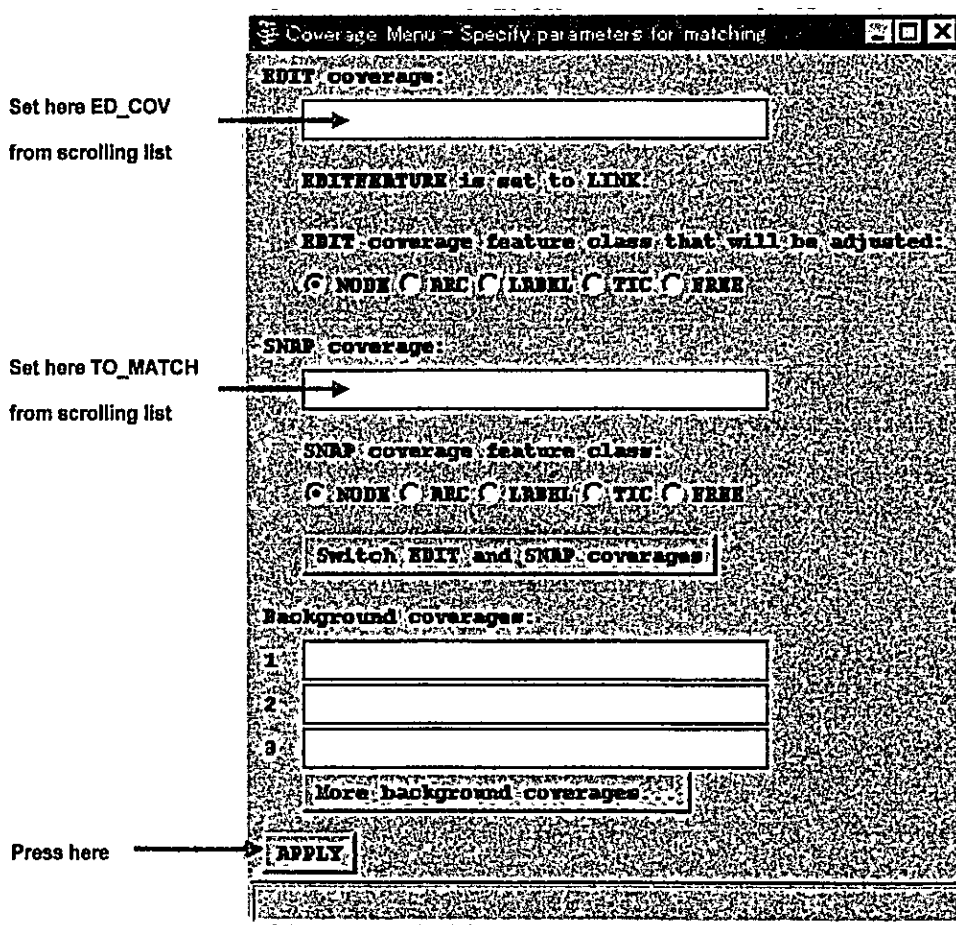 Coverage Menu - Specify parameters for matching
EDIT coverage:
Set here ED_COV
from scrolling list
EDITFEATURE is set to LINK.
EDIT coverage feature class that will be adjusted:
NODE ARC LABEL TIC FREE
SNAP coverage:
Set here TO_MATCH
from scrolling list
SNAP coverage feature class:
NODE ARC LABEL TIC FREE
Switch EDIT and SNAP coverages
Background coverages:
1
2
3
More background coverages ...
Press here
APPLY